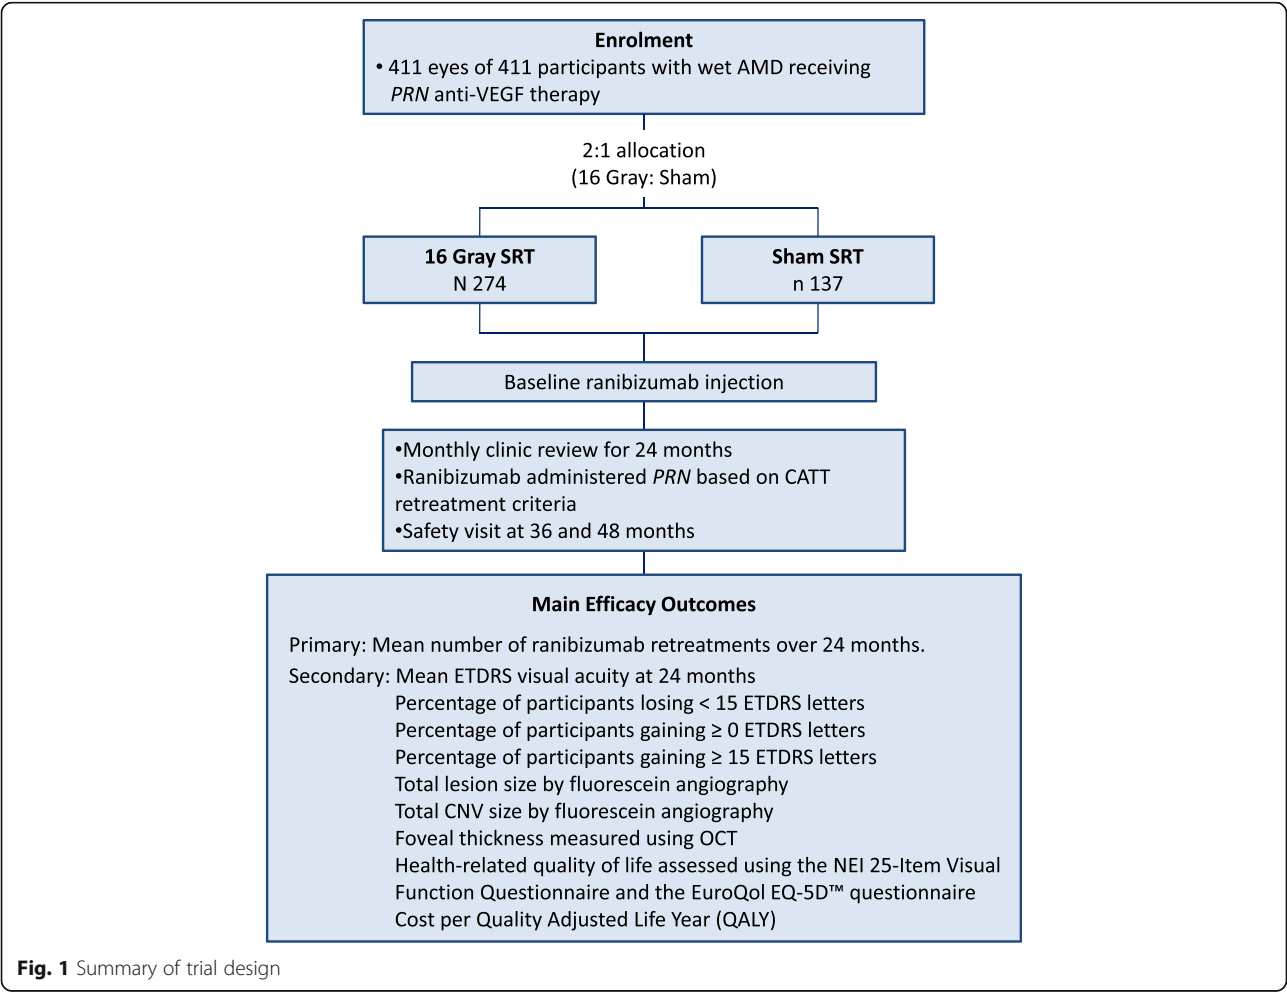 Enrolment
• 411 eyes of 411 participants with wet AMD receiving
PRN anti-VEGF therapy
2:1 allocation
(16 Gray: Sham)
16 Gray SRT
N 274
Sham SRT
n 137
Baseline ranibizumab injection
•Monthly clinic review for 24 months
•Ranibizumab administered PRN based on CATT
retreatment criteria
•Safety visit at 36 and 48 months
Main Efficacy Outcomes
Primary: Mean number of ranibizumab retreatments over 24 months.
Secondary: Mean ETDRS visual acuity at 24 months
Percentage of participants losing < 15 ETDRS letters
Percentage of participants gaining ≥ 0 ETDRS letters
Percentage of participants gaining ≥ 15 ETDRS letters
Total lesion size by fluorescein angiography
Total CNV size by fluorescein angiography
Foveal thickness measured using OCT
Health-related quality of life assessed using the NEI 25-Item Visual
Function Questionnaire and the EuroQol EQ-5D™ questionnaire
Cost per Quality Adjusted Life Year (QALY)
Fig. 1 Summary of trial design